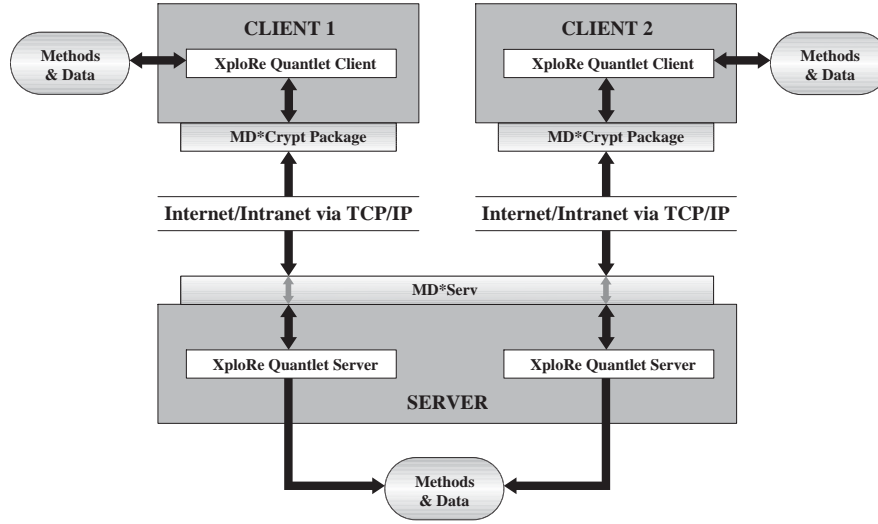 CLIENT 1
CLIENT 2
Methods
& Data
XploRe Quantlet Client
XploRe Quantlet Client
Methods
& Data
MD*Crypt Package
MD*Crypt Package
Internet/Intranet via TCP/IP
Internet/Intranet via TCP/IP
MD*Serv
XploRe Quantlet Server
XploRe Quantlet Server
SERVER
Methods
& Data